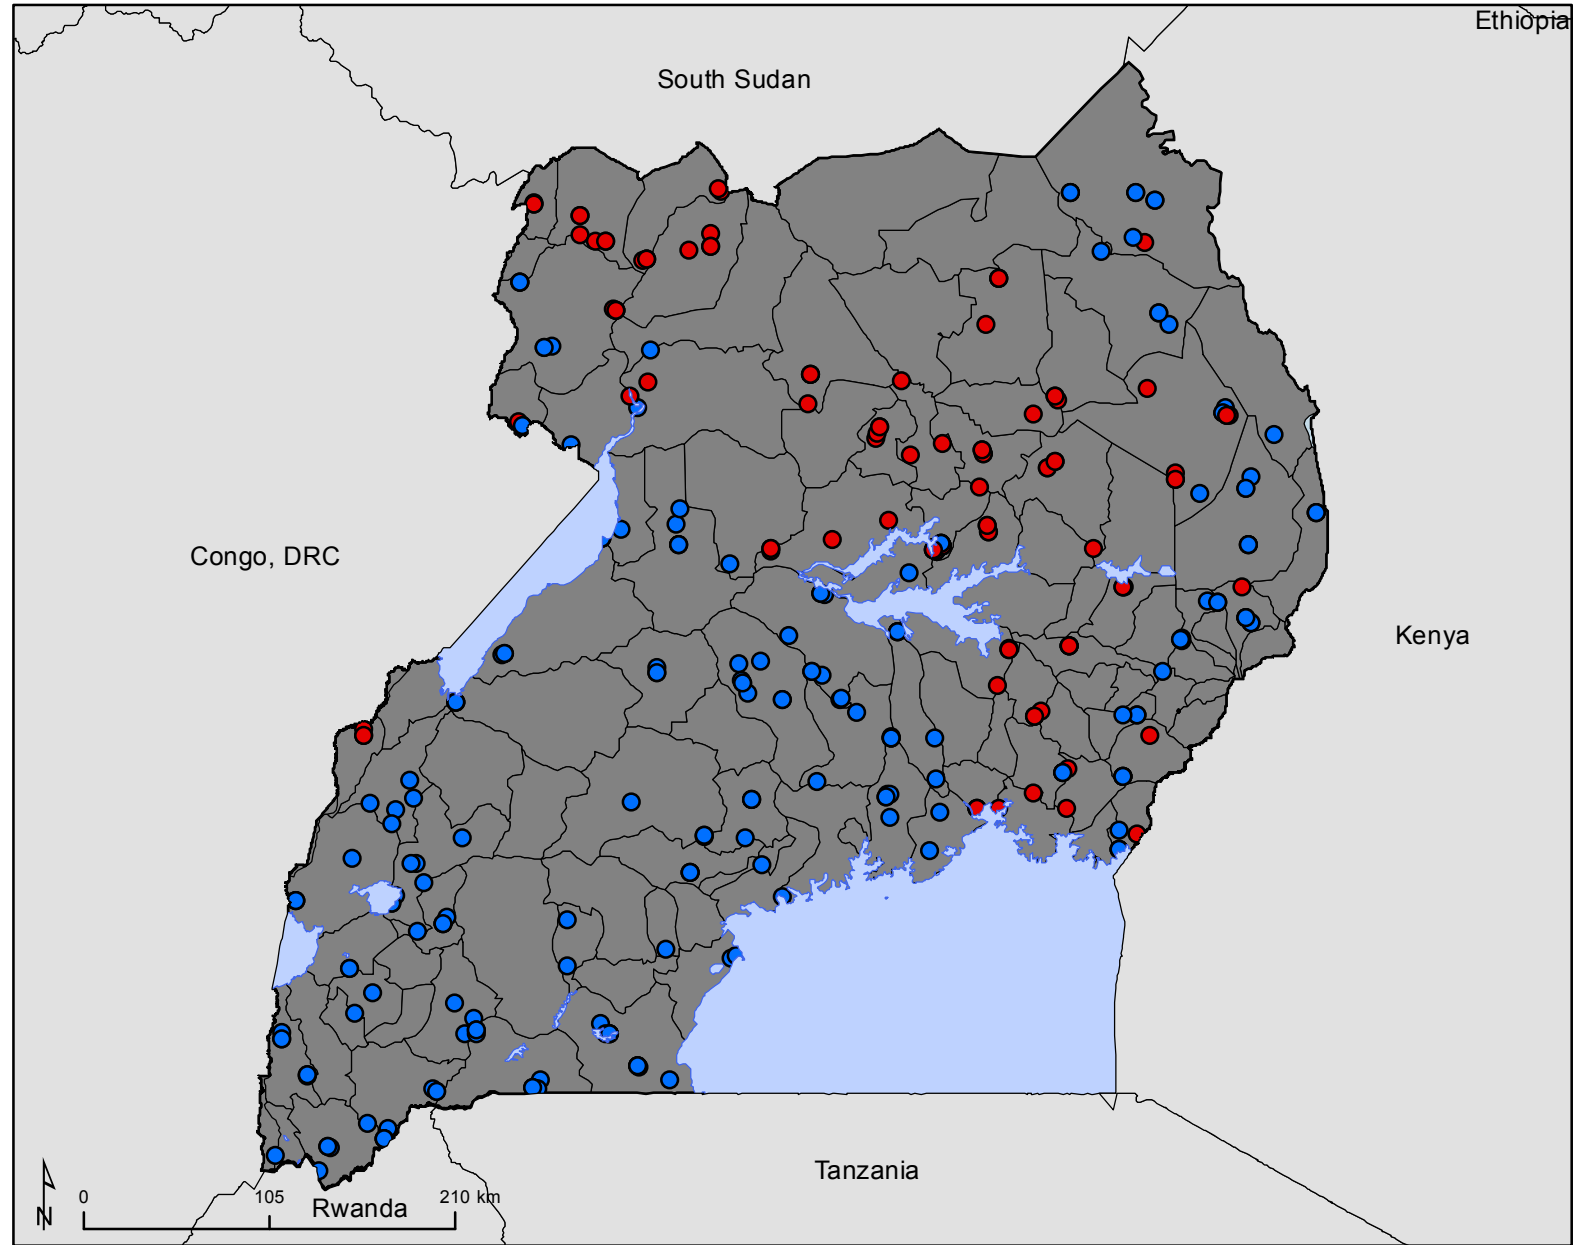 Ethiopia
South Sudan
Congo, DRC
Kenya
Tanzania
N
0 105 210 km
Rwanda